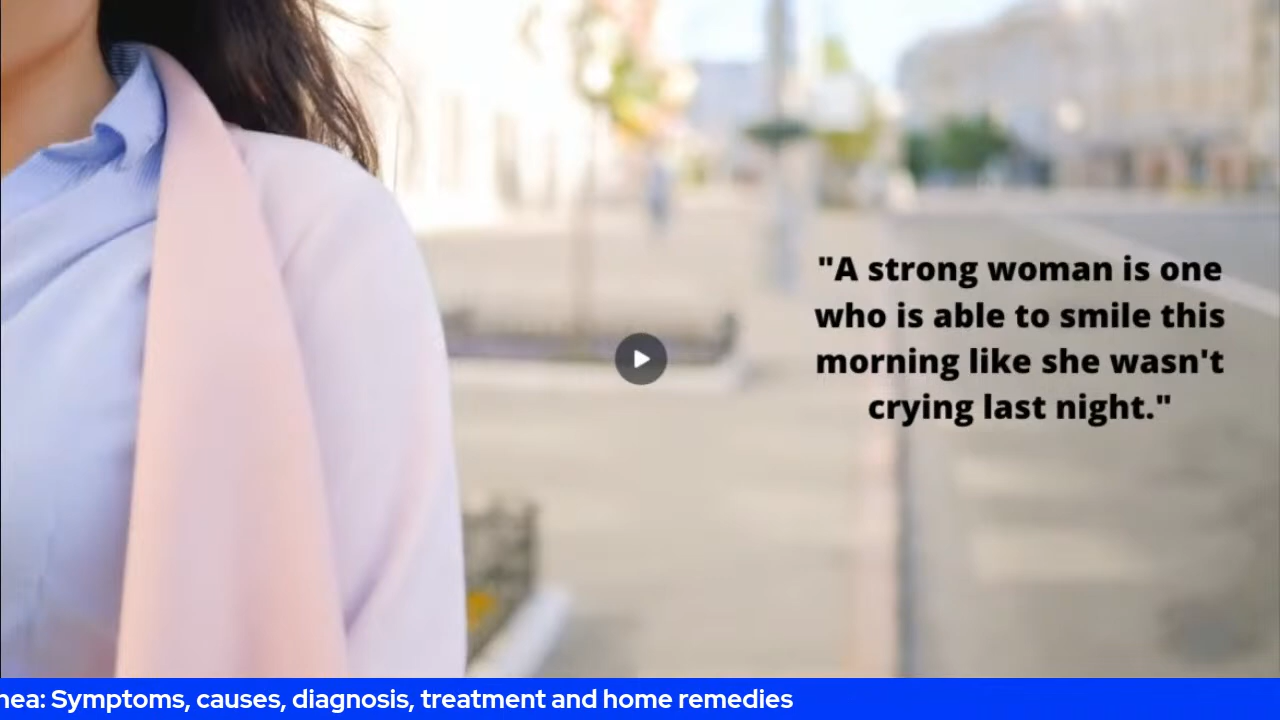 "A strong woman is one
who is able to smile this
morning like she wasn't
crying last night."
nea: Symptoms, causes, diagnosis, treatment and home remedies